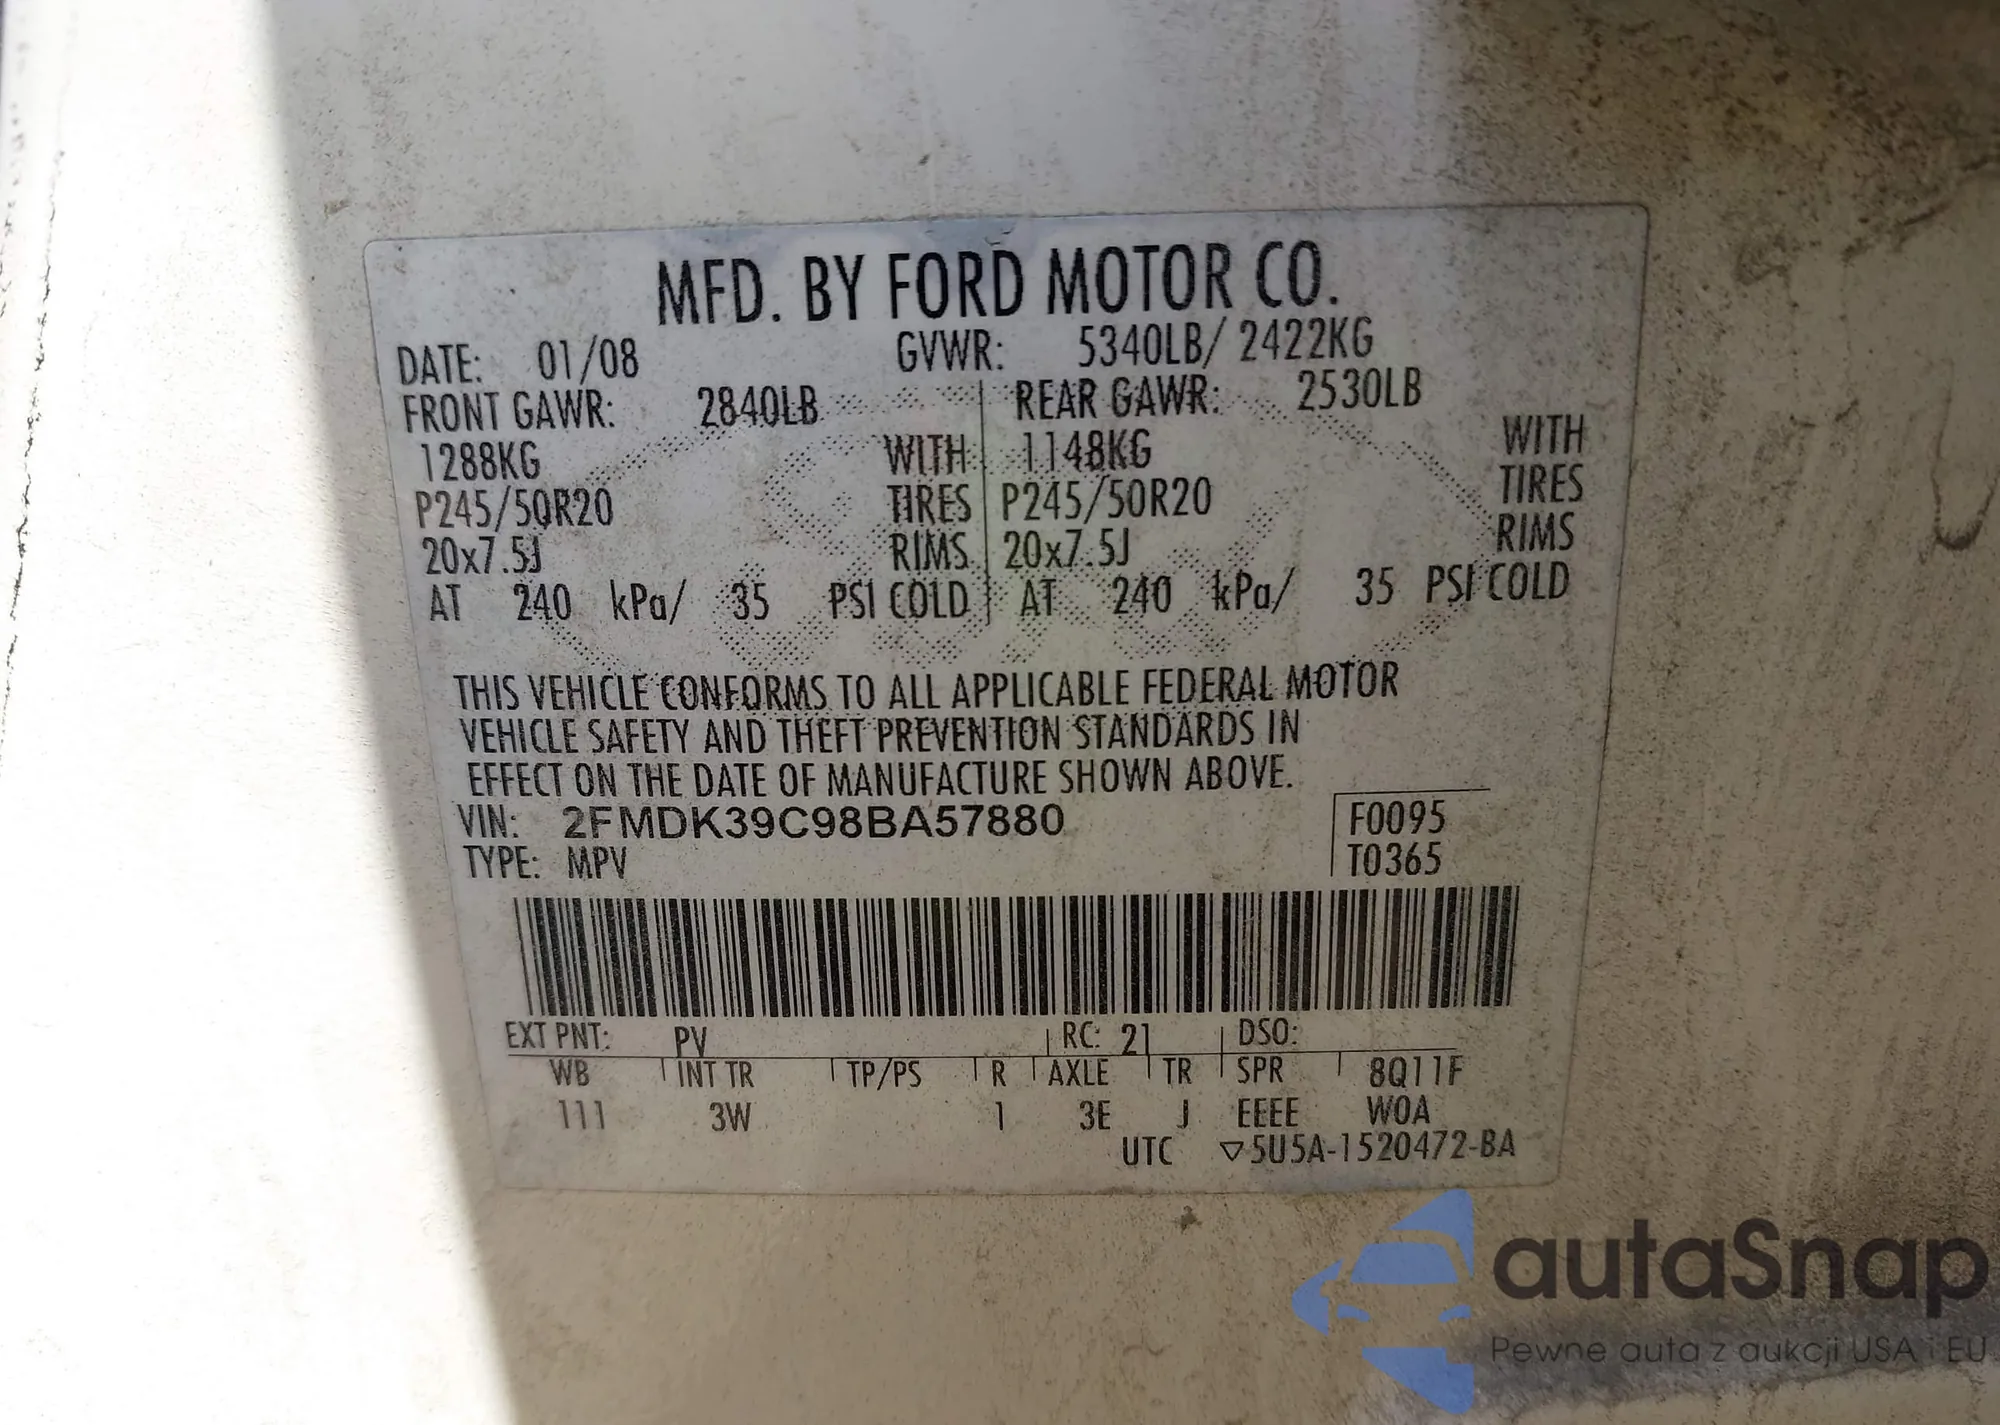 MFD. BY FORD MOTOR CO.
DATE: 01/08 GVWR: 5340LB/ 2422KG
FRONT GAWR: 2840LB REAR GAWR: 2530LB
1288KG WITH 1148KG WITH
P245/50R20 TIRES P245/50R20 TIRES
20x7.5J RIMS 20x7.5J RIMS
AT 240 kPa/ 35 PSI COLD AT 240 kPa/ 35 PSI COLD
THIS VEHICLE CONFORMS TO ALL APPLICABLE FEDERAL MOTOR
VEHICLE SAFETY AND THEFT PREVENTION STANDARDS IN
EFFECT ON THE DATE OF MANUFACTURE SHOWN ABOVE.
VIN: 2FMDK39C98BA57880 F0095
TYPE: MPV T0365
EXT PNT: PV RC: 21 DSO:
WB INT TR TP/PS R AXLE TR SPR 8Q11F
111 3W 1 3E J EEEE W0A
UTC ▽5U5A-1520472-BA
autaSnap
Pewne auta z aukcji USA i EU